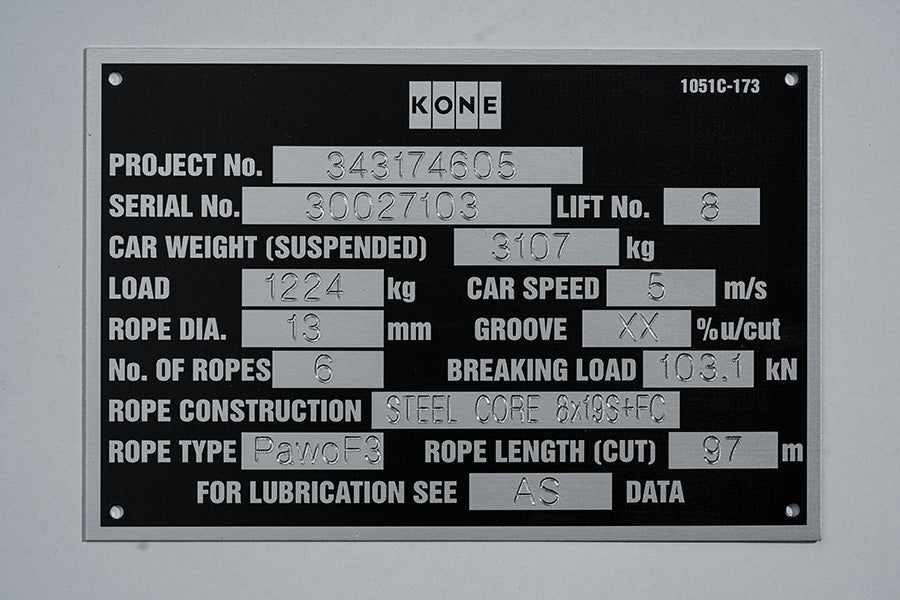 1051C-173
KONE
PROJECT No. 343174605
SERIAL No. 30027103 LIFT No. 8
CAR WEIGHT (SUSPENDED) 3107 kg
LOAD 1224 kg CAR SPEED 5 m/s
ROPE DIA. 13 mm GROOVE XX %u/cut
No. OF ROPES 6 BREAKING LOAD 103.1 kN
ROPE CONSTRUCTION STEEL CORE 8x19S+FC
ROPE TYPE PawoF3 ROPE LENGTH (CUT) 97 m
FOR LUBRICATION SEE AS DATA